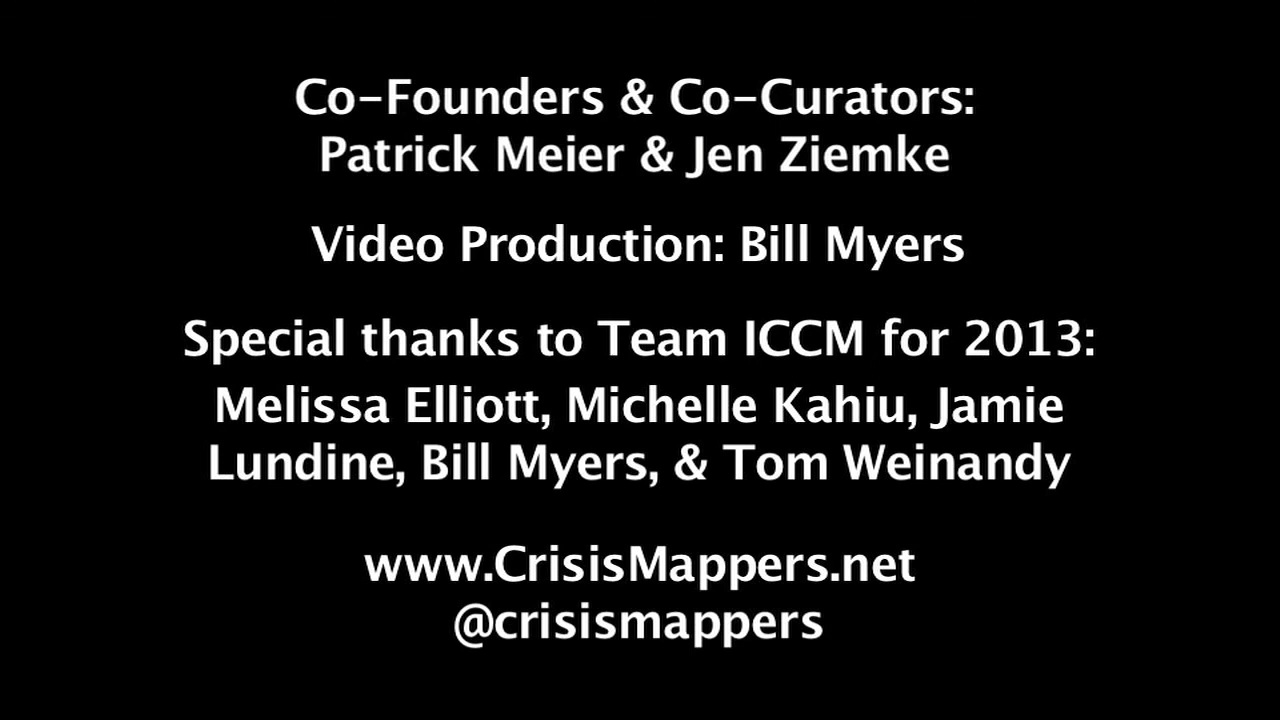 Co-Founders & Co-Curators:
Patrick Meier & Jen Ziemke
Video Production: Bill Myers
Special thanks to Team ICCM for 2013:
Melissa Elliott, Michelle Kahiu, Jamie
Lundine, Bill Myers, & Tom Weinandy
www.CrisisMappers.net
@crisismappers